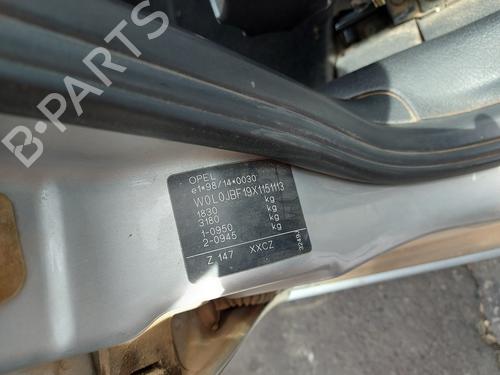 B-PARTS
OPEL
e1*98/14*0030
W0L0JBF19X1151113
1830 kg
3180 kg
1-0950 kg
2-0945 kg
Z 147 XXCZ